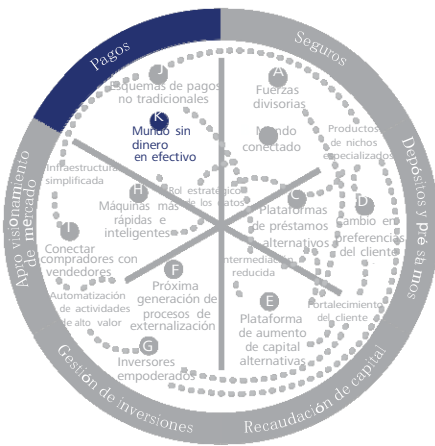 Pagos
Seguros
J
Esquemas de pagos
no tradicionales
A
Fuerzas
divisorias
K
Mundo sin
dinero
en efectivo
Mundo
conectado
Productos
de nichos
especializados
Infraestructura
simplificada
H
Máquinas más
rápidas e
inteligentes
Rol estratégico
de los datos
C
Plataformas
de préstamos
alternativos
D
Cambio en
preferencias
del cliente
Depósitos y préstamos
Aprovisionamiento
de mercado
I
Conectar
compradores con
vendedores
F
Próxima
generación de
procesos de
externalización
Intermediación
reducida
Automatización
de actividades
de alto valor
E
Plataforma
de aumento
de capital
alternativas
Fortalecimiento
del cliente
G
Inversores
empoderados
Gestión de inversiones
Recaudación de capital